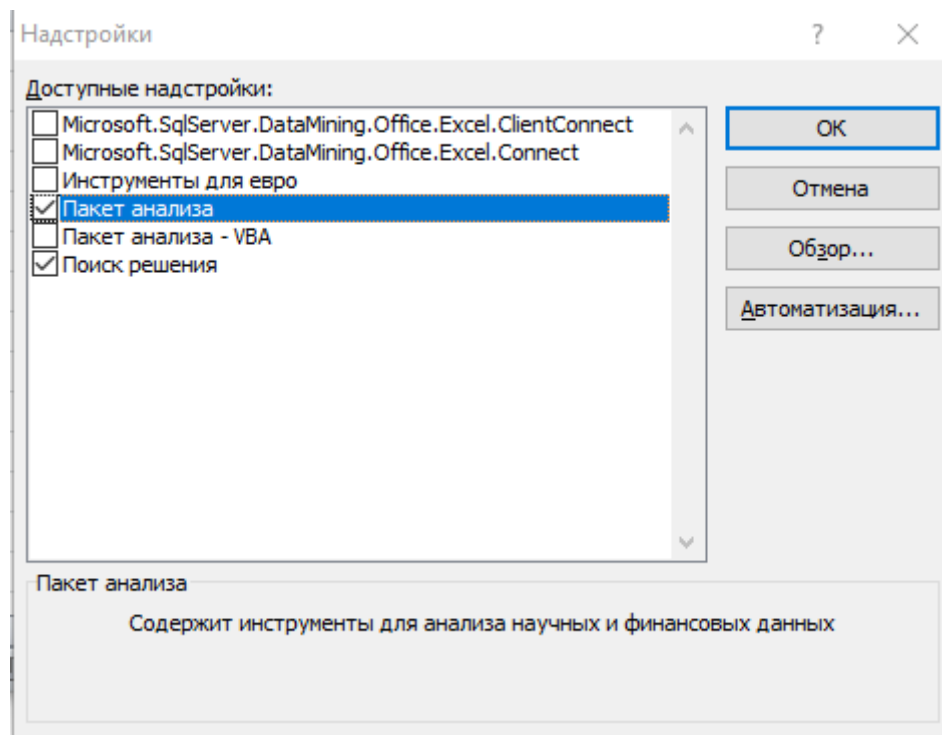 Надстройки
Доступные надстройки:
Microsoft.SqlServer.DataMining.Office.Excel.ClientConnect
Microsoft.SqlServer.DataMining.Office.Excel.Connect
Инструменты для евро
Пакет анализа
Пакет анализа - VBA
Поиск решения
ОК
Отмена
Обзор...
Автоматизация...
Пакет анализа
Содержит инструменты для анализа научных и финансовых данных